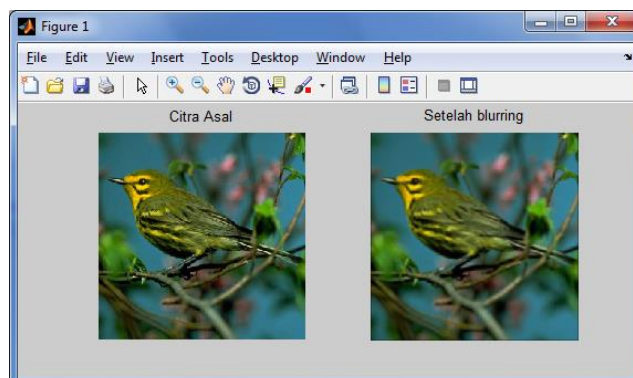 Figure 1
File Edit View Insert Tools Desktop Window Help
Citra Asal
Setelah blurring